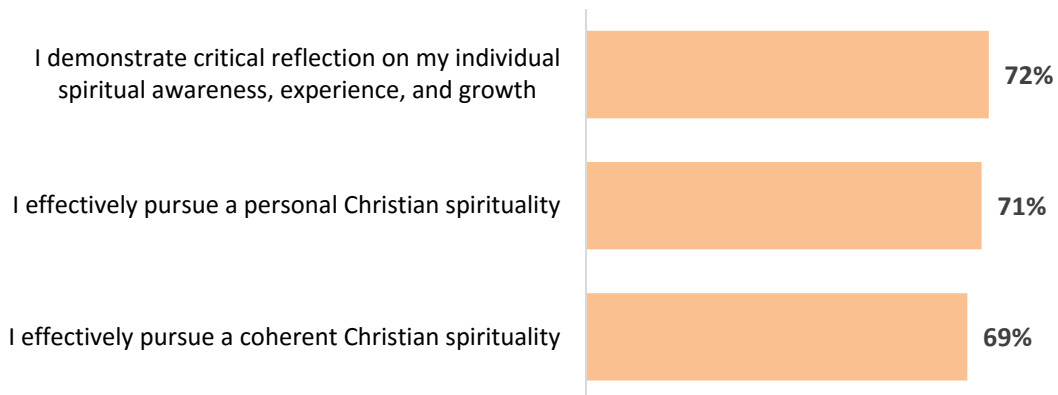 I demonstrate critical reflection on my individual
spiritual awareness, experience, and growth
72%
I effectively pursue a personal Christian spirituality
71%
I effectively pursue a coherent Christian spirituality
69%